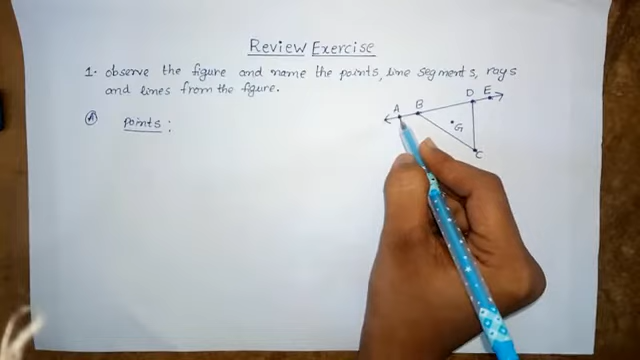 Review Exercise
1. observe the figure and name the points, line segments, rays
and lines from the figure.
A B D E
(A) points:
G
C